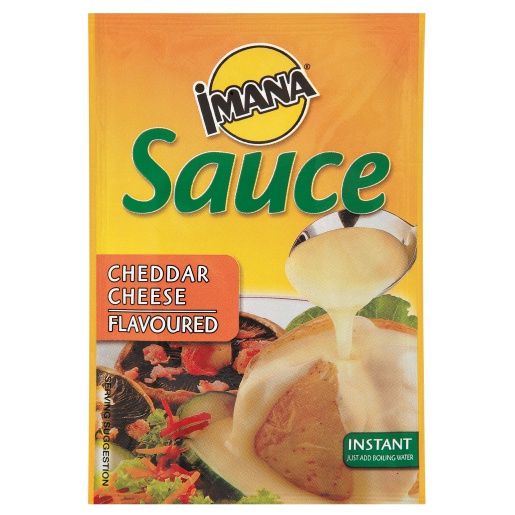 iMANA®
Sauce
CHEDDAR
CHEESE
FLAVOURED
SERVING SUGGESTION
INSTANT
JUST ADD BOILING WATER